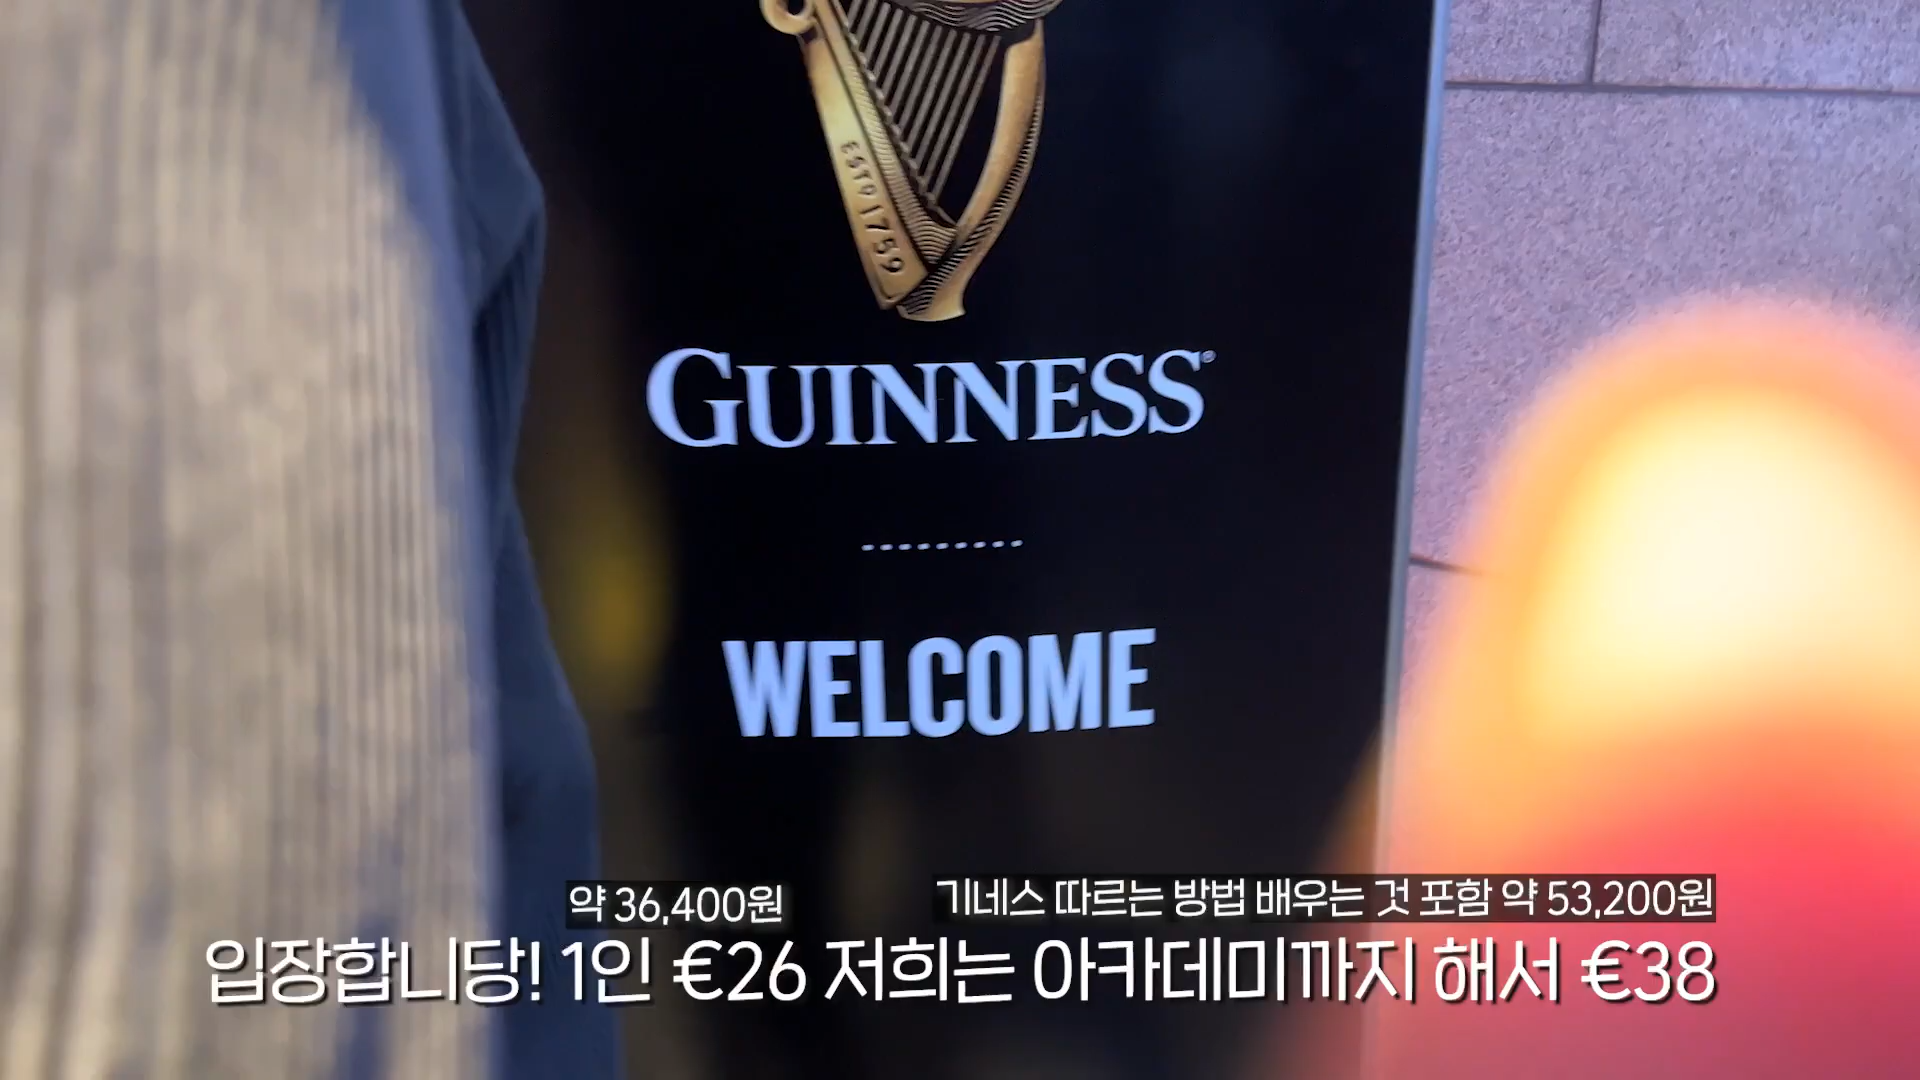 EST D 1759
GUINNESS®
WELCOME
약 36,400원
기네스 따르는 방법 배우는 것 포함 약 53,200원
입장합니당! 1인 €26 저희는 아카데미까지 해서 €38